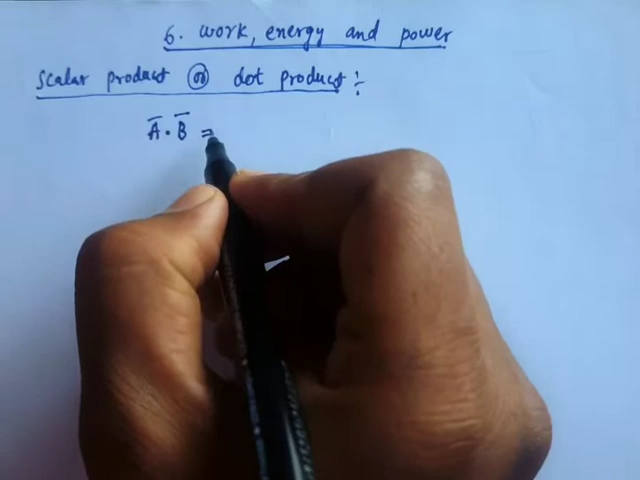 6. work, energy and power
Scalar product (or) dot product :-
A̅ . B̅ =